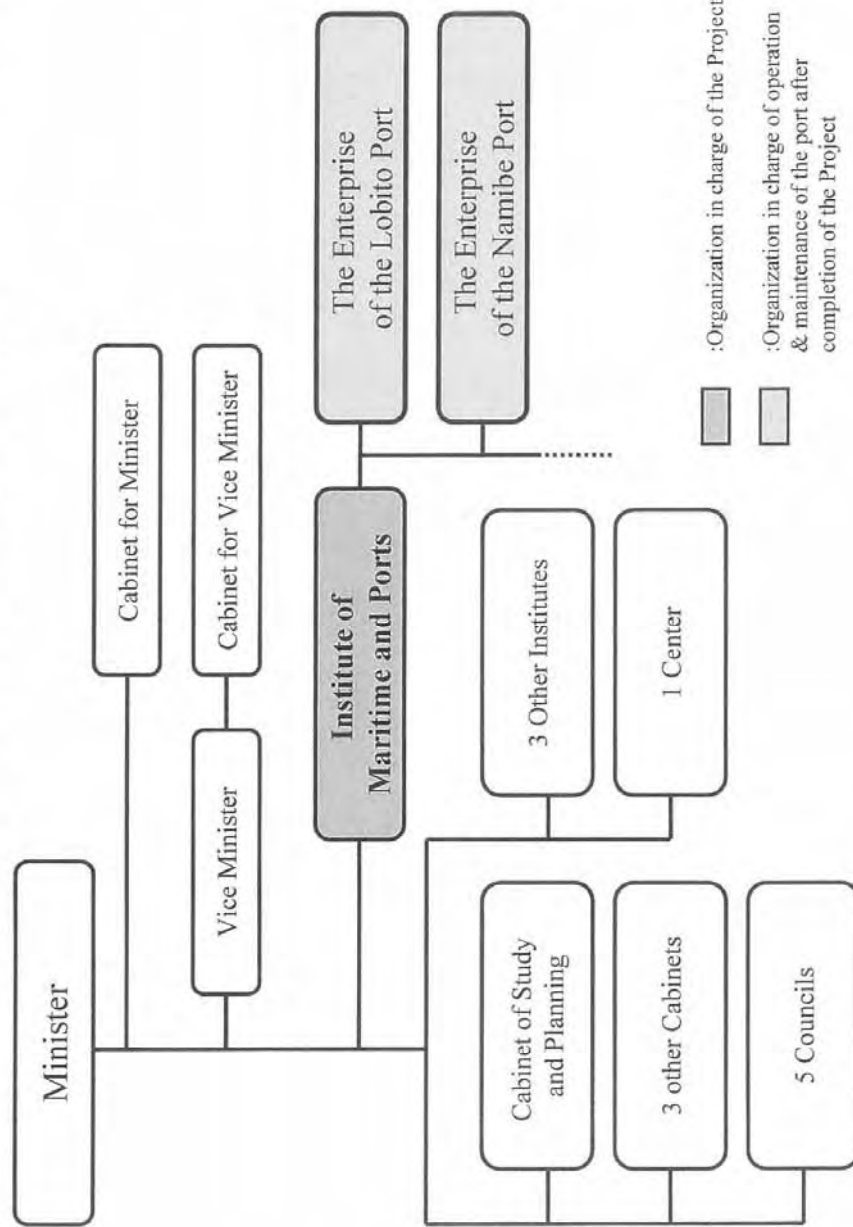 Minister
Cabinet for Minister
Vice Minister
Cabinet for Vice Minister
Institute of
Maritime and Ports
The Enterprise
of the Lobito Port
The Enterprise
of the Namibe Port
Cabinet of Study
and Planning
3 other Cabinets
5 Councils
3 Other Institutes
1 Center
:Organization in charge of the Project
:Organization in charge of operation
& maintenance of the port after
completion of the Project